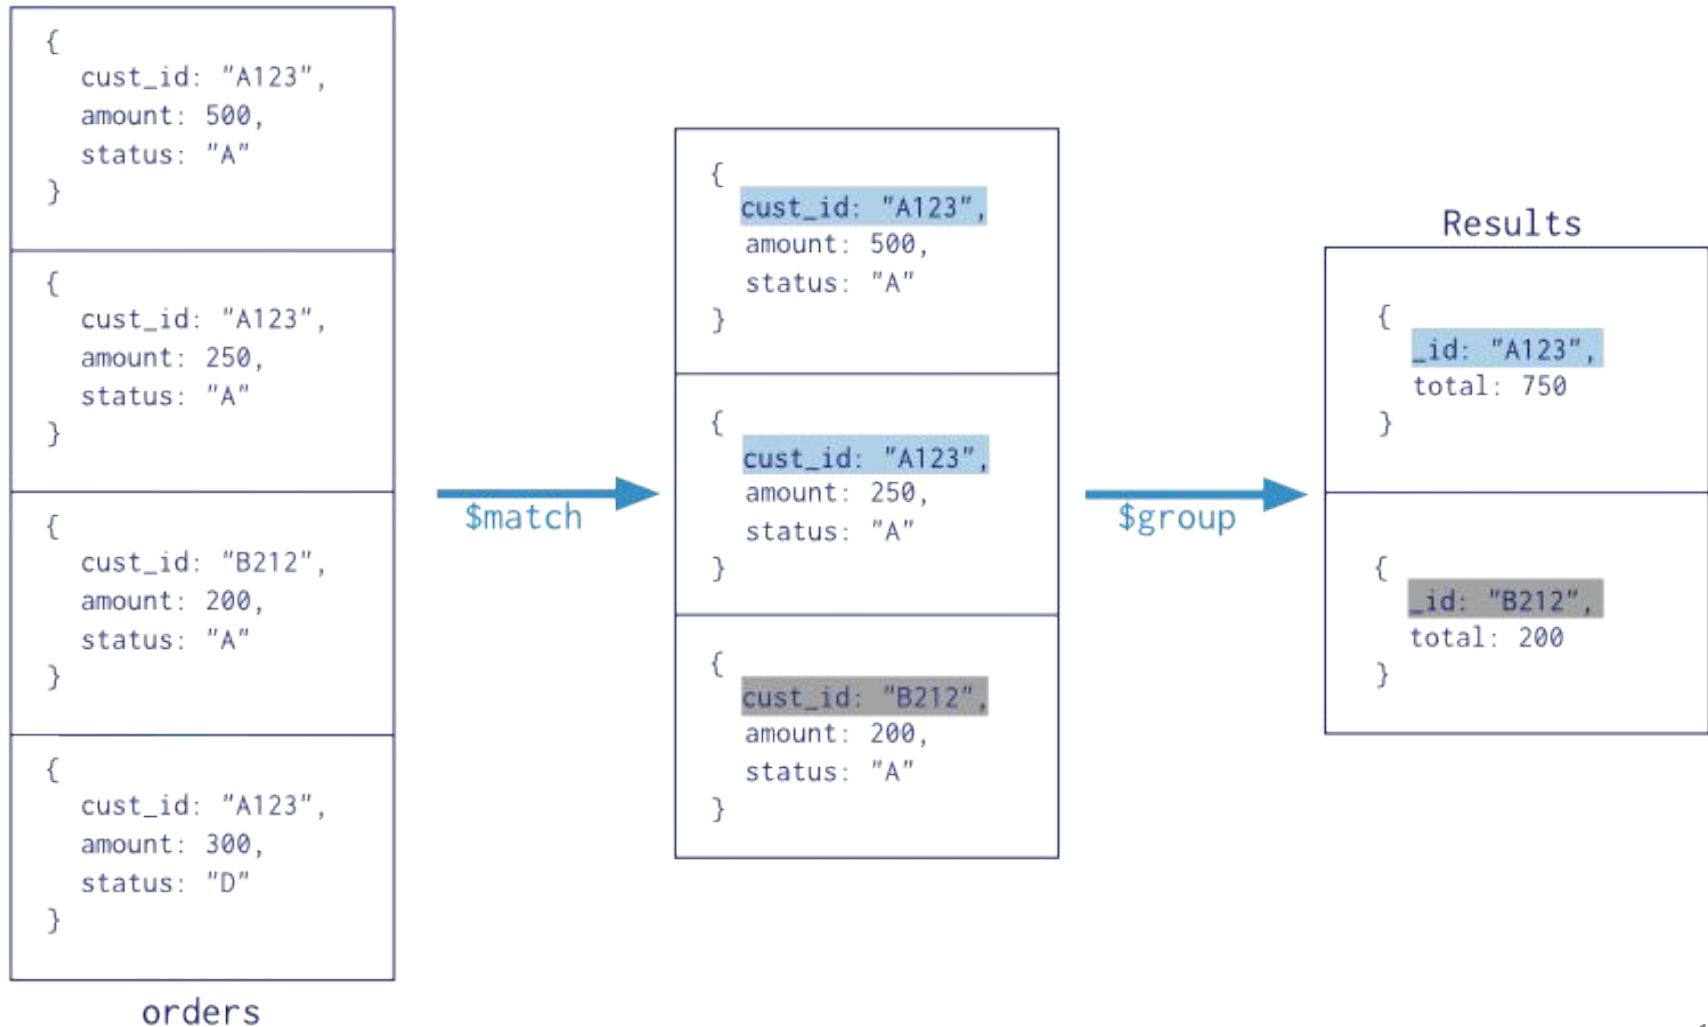 {
cust_id: "A123",
amount: 500,
status: "A"
}
{
cust_id: "A123",
amount: 250,
status: "A"
}
{
cust_id: "B212",
amount: 200,
status: "A"
}
{
cust_id: "A123",
amount: 300,
status: "D"
}
orders
$match
{
cust_id: "A123",
amount: 500,
status: "A"
}
{
cust_id: "A123",
amount: 250,
status: "A"
}
{
cust_id: "B212",
amount: 200,
status: "A"
}
$group
Results
{
_id: "A123",
total: 750
}
{
_id: "B212",
total: 200
}